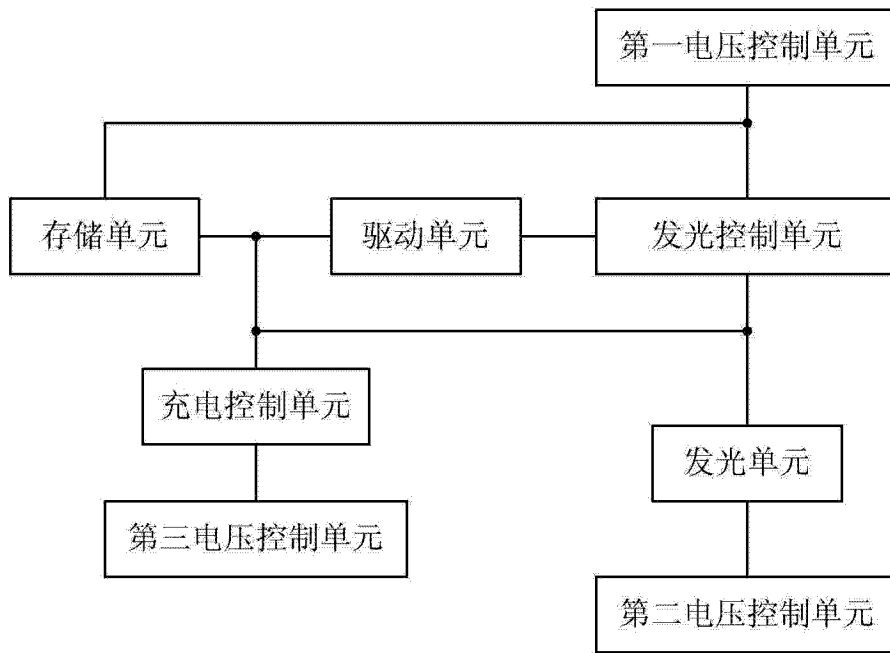 第一电压控制单元
存储单元
驱动单元
发光控制单元
充电控制单元
发光单元
第三电压控制单元
第二电压控制单元